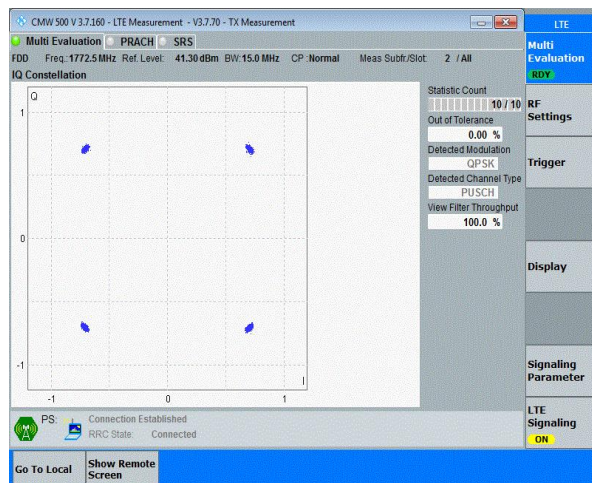 CMW 500 V 3.7.160 - LTE Measurement - V3.7.70 - TX Measurement
LTE
Multi Evaluation PRACH SRS
FDD Freq.:1772.5 MHz Ref. Level: 41.30 dBm BW:15.0 MHz CP :Normal Meas Subfr./Slot: 2 / All
IQ Constellation
Q
1
0
-1
-1 0 1
I
Statistic Count
10 / 10
Out of Tolerance
0.00 %
Detected Modulation
QPSK
Detected Channel Type
PUSCH
View Filter Throughput
100.0 %
Multi
Evaluation
RDY
RF
Settings
Trigger
Display
Signaling
Parameter
LTE
Signaling
ON
PS: Connection Established
RRC State: Connected
Go To Local
Show Remote
Screen